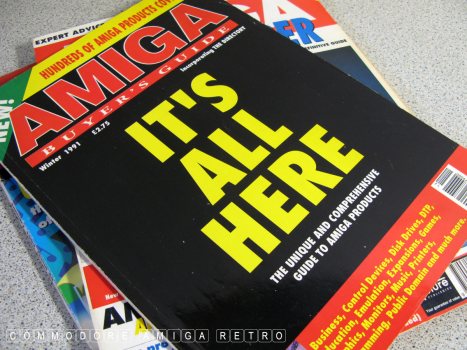 EXPERT ADVICE
HUNDREDS OF AMIGA PRODUCTS
NEW!
AMIGA
BUYER'S GUIDE
Incorporating THE DIRECTORY
Winter 1991 £2.75
IT'S
ALL
HERE
THE UNIQUE AND COMPREHENSIVE
GUIDE TO AMIGA PRODUCTS
Business, Control Devices, Disk Drives, DTP,
Education, Emulation, Expansions, Games,
Monitors, Music, Printers,
Public Domain and much more.
COMMODORE AMIGA RETRO